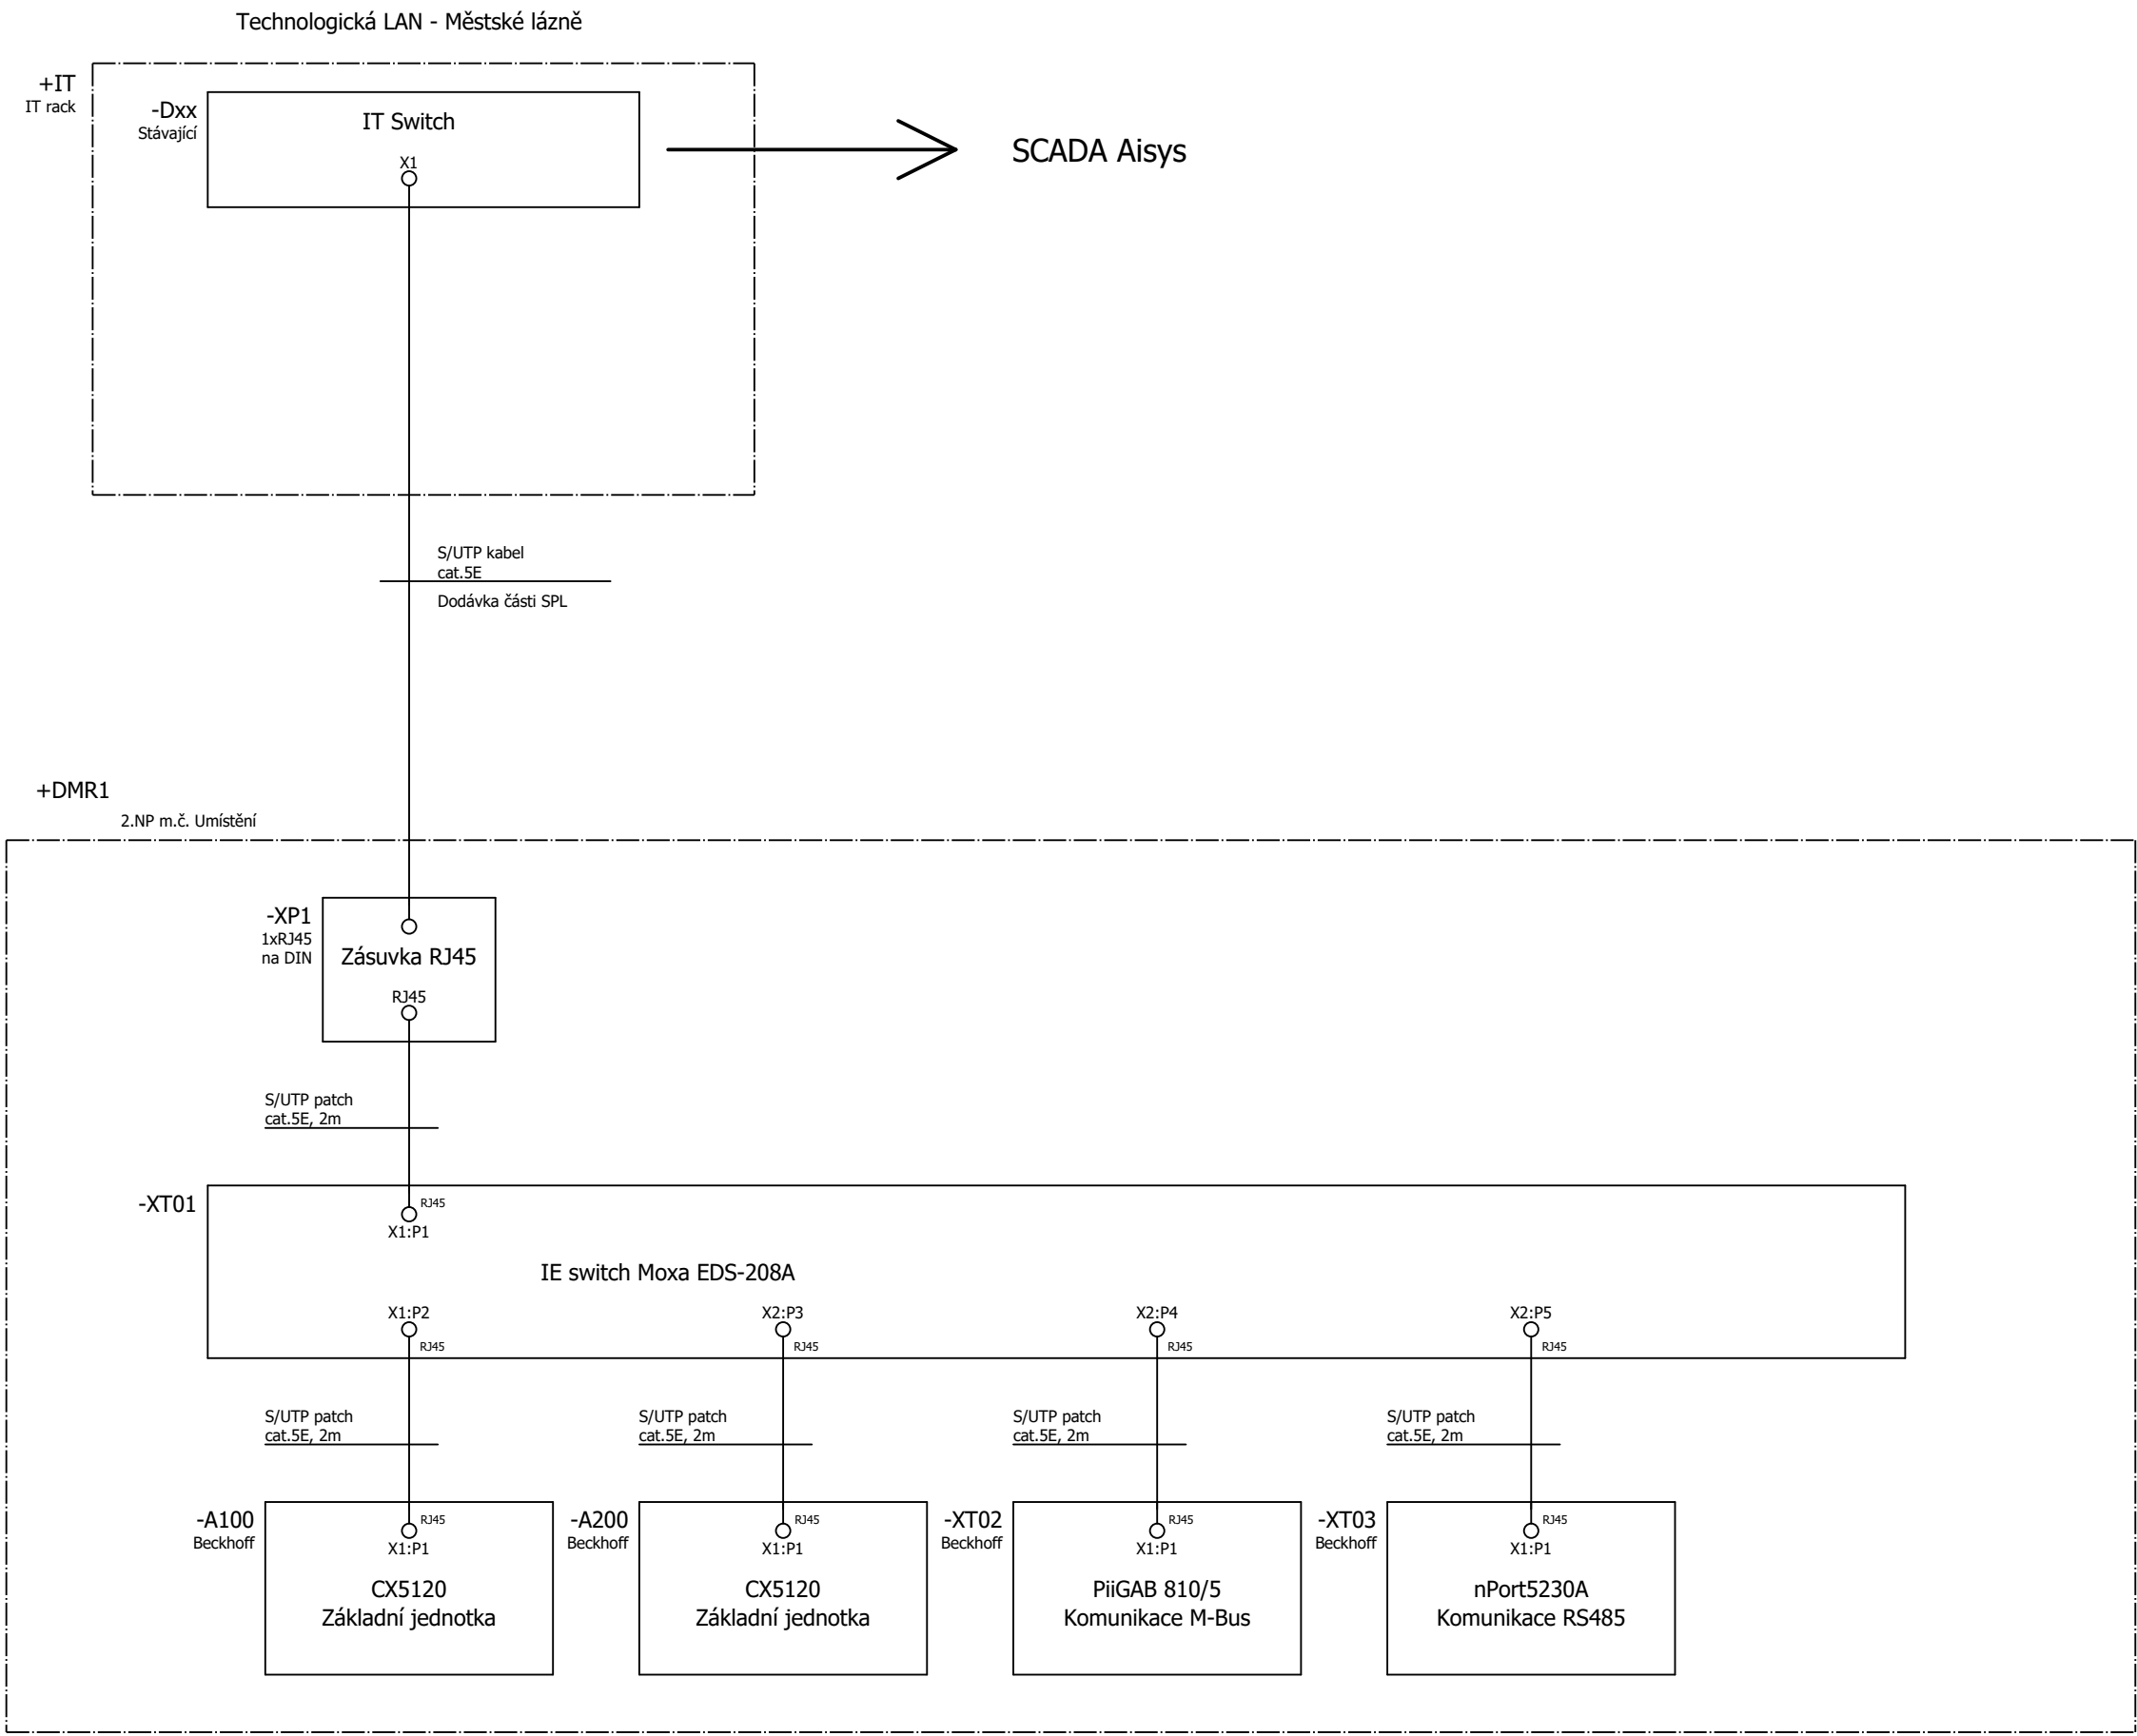 Technologická LAN - Městské lázně
+IT
IT rack
-Dxx
Stávající
IT Switch
X1
SCADA Aisys
S/UTP kabel
cat.5E
Dodávka části SPL
+DMR1
2.NP m.č. Umístění
-XP1
1xRJ45
na DIN
Zásuvka RJ45
RJ45
S/UTP patch
cat.5E, 2m
-XT01
RJ45
X1:P1
IE switch Moxa EDS-208A
X1:P2
X2:P3
X2:P4
X2:P5
RJ45
RJ45
RJ45
RJ45
S/UTP patch
cat.5E, 2m
S/UTP patch
cat.5E, 2m
S/UTP patch
cat.5E, 2m
S/UTP patch
cat.5E, 2m
-A100
Beckhoff
RJ45
X1:P1
CX5120
Základní jednotka
-A200
Beckhoff
RJ45
X1:P1
CX5120
Základní jednotka
-XT02
Beckhoff
RJ45
X1:P1
PiiGAB 810/5
Komunikace M-Bus
-XT03
Beckhoff
RJ45
X1:P1
nPort5230A
Komunikace RS485